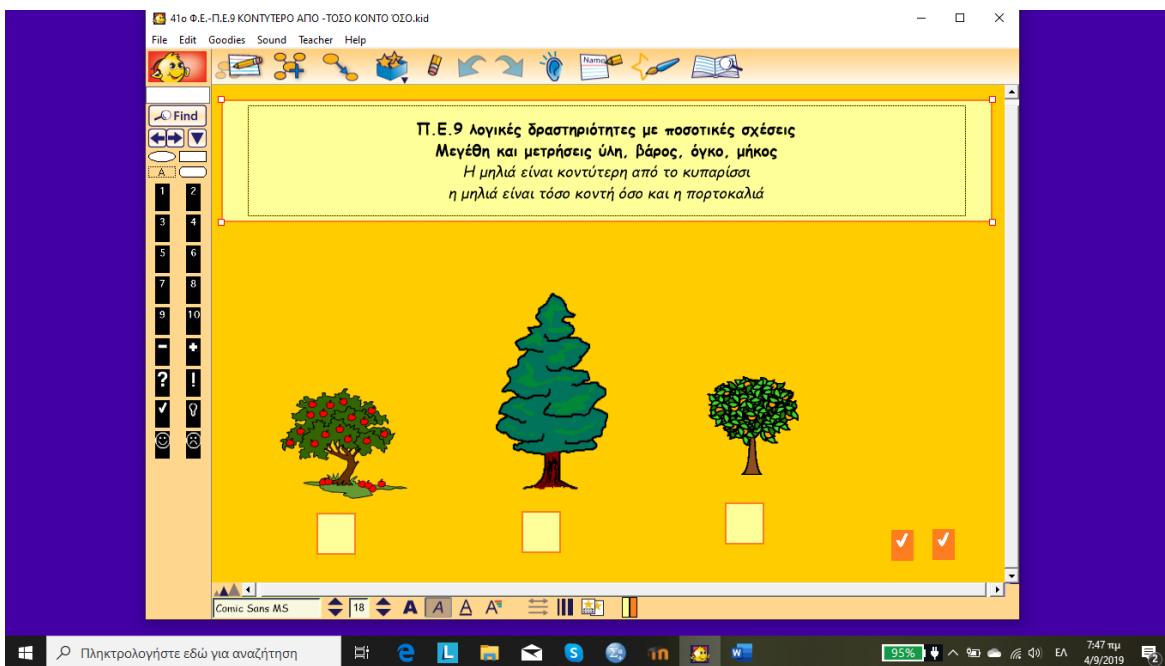 41ο Φ.Ε.-Π.Ε.9 ΚΟΝΤΥΤΕΡΟ ΑΠΟ -ΤΟΣΟ ΚΟΝΤΟ ΌΣΟ.kid
File Edit Goodies Sound Teacher Help
Name
Find
A
1 2
3 4
5 6
7 8
9 10
- +
? !
Π.Ε.9 λογικές δραστηριότητες με ποσοτικές σχέσεις
Μεγέθη και μετρήσεις ύλη, βάρος, όγκο, μήκος
Η μηλιά είναι κοντύτερη από το κυπαρίσσι
η μηλιά είναι τόσο κοντή όσο και η πορτοκαλιά
Comic Sans MS 18 A A A A
Πληκτρολογήστε εδώ για αναζήτηση
95% ΕΛ 7:47 πμ
4/9/2019 2